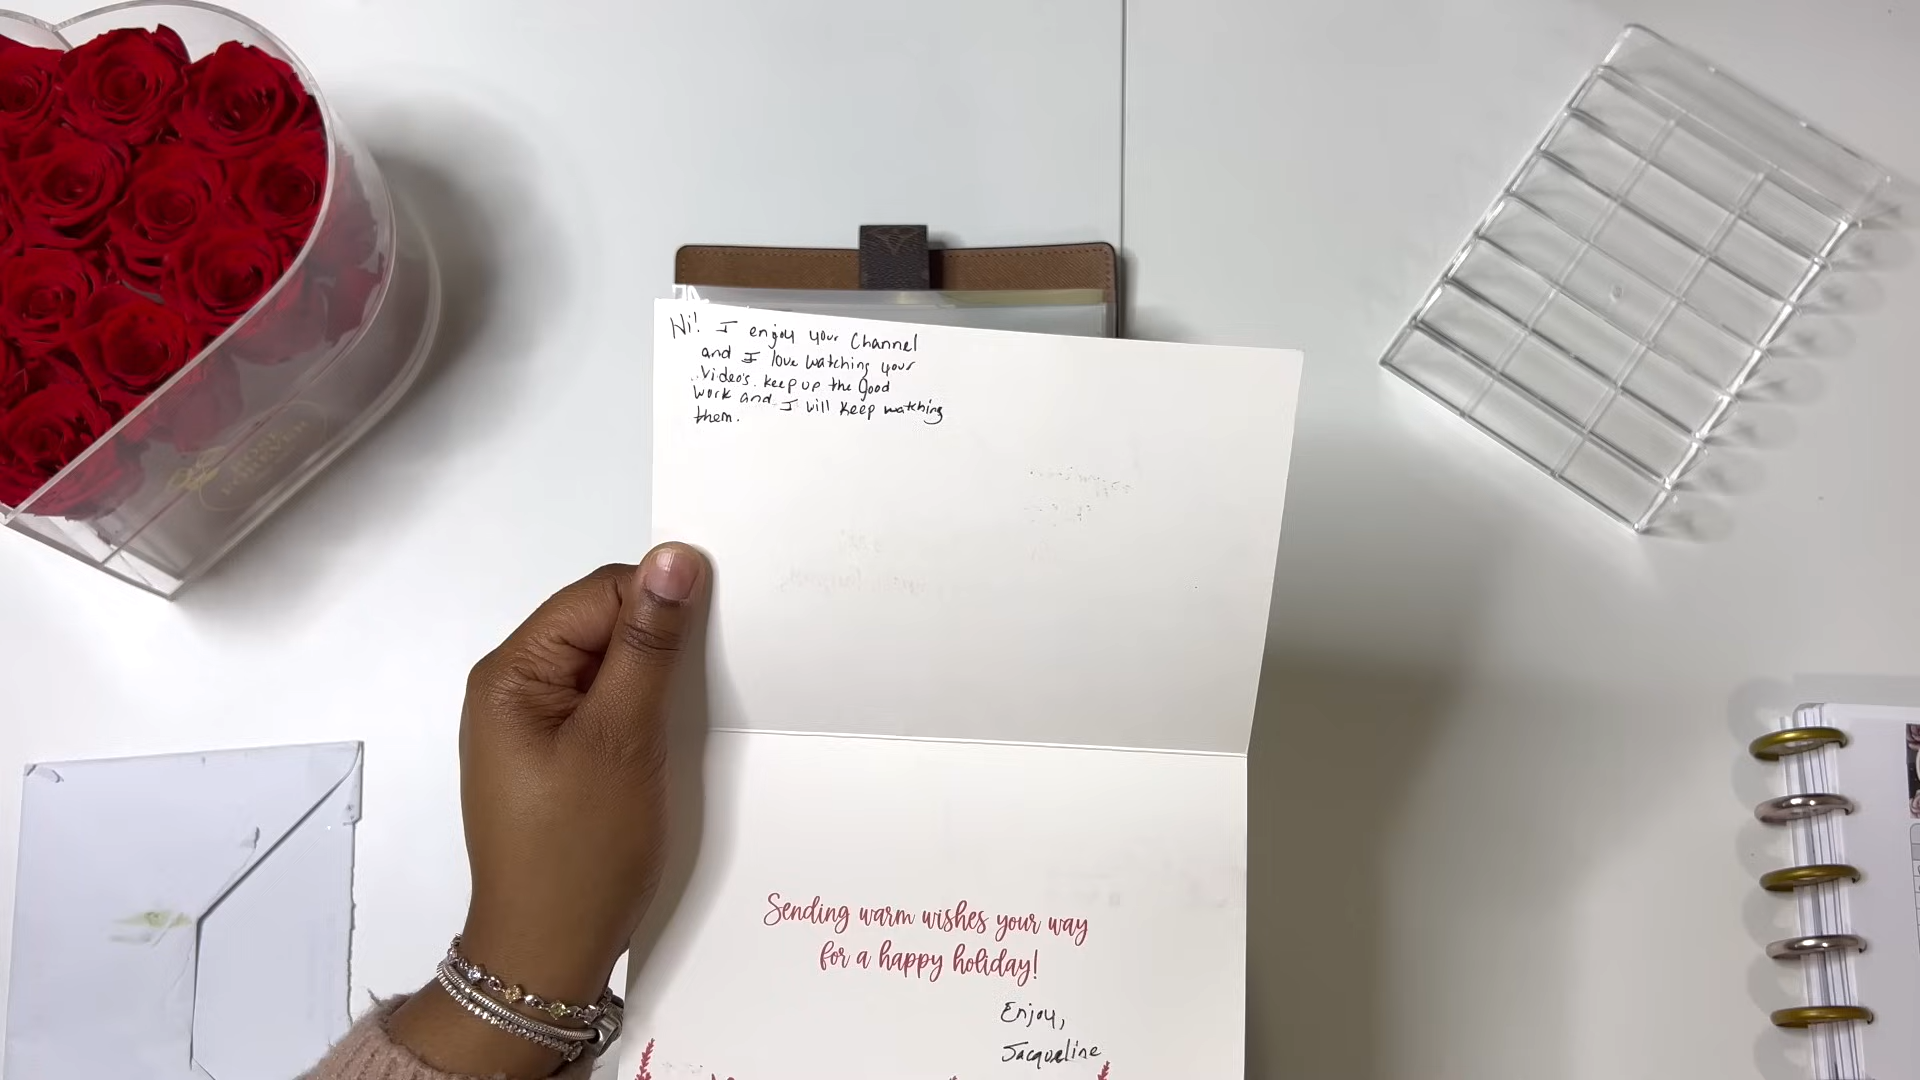 Hi! I enjoy your Channel
and I love watching your
Video's. keep up the Good
work and I will keep watching
them.
Sending warm wishes your way
for a happy holiday!
Enjoy,
Jacqueline